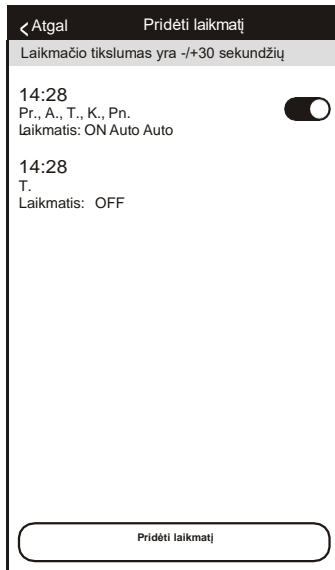 Atgal Pridėti laikmatį
Laikmačio tikslumas yra -/+30 sekundžių
14:28
Pr., A., T., K., Pn.
Laikmatis: ON Auto Auto
14:28
T.
Laikmatis: OFF
Pridėti laikmatį